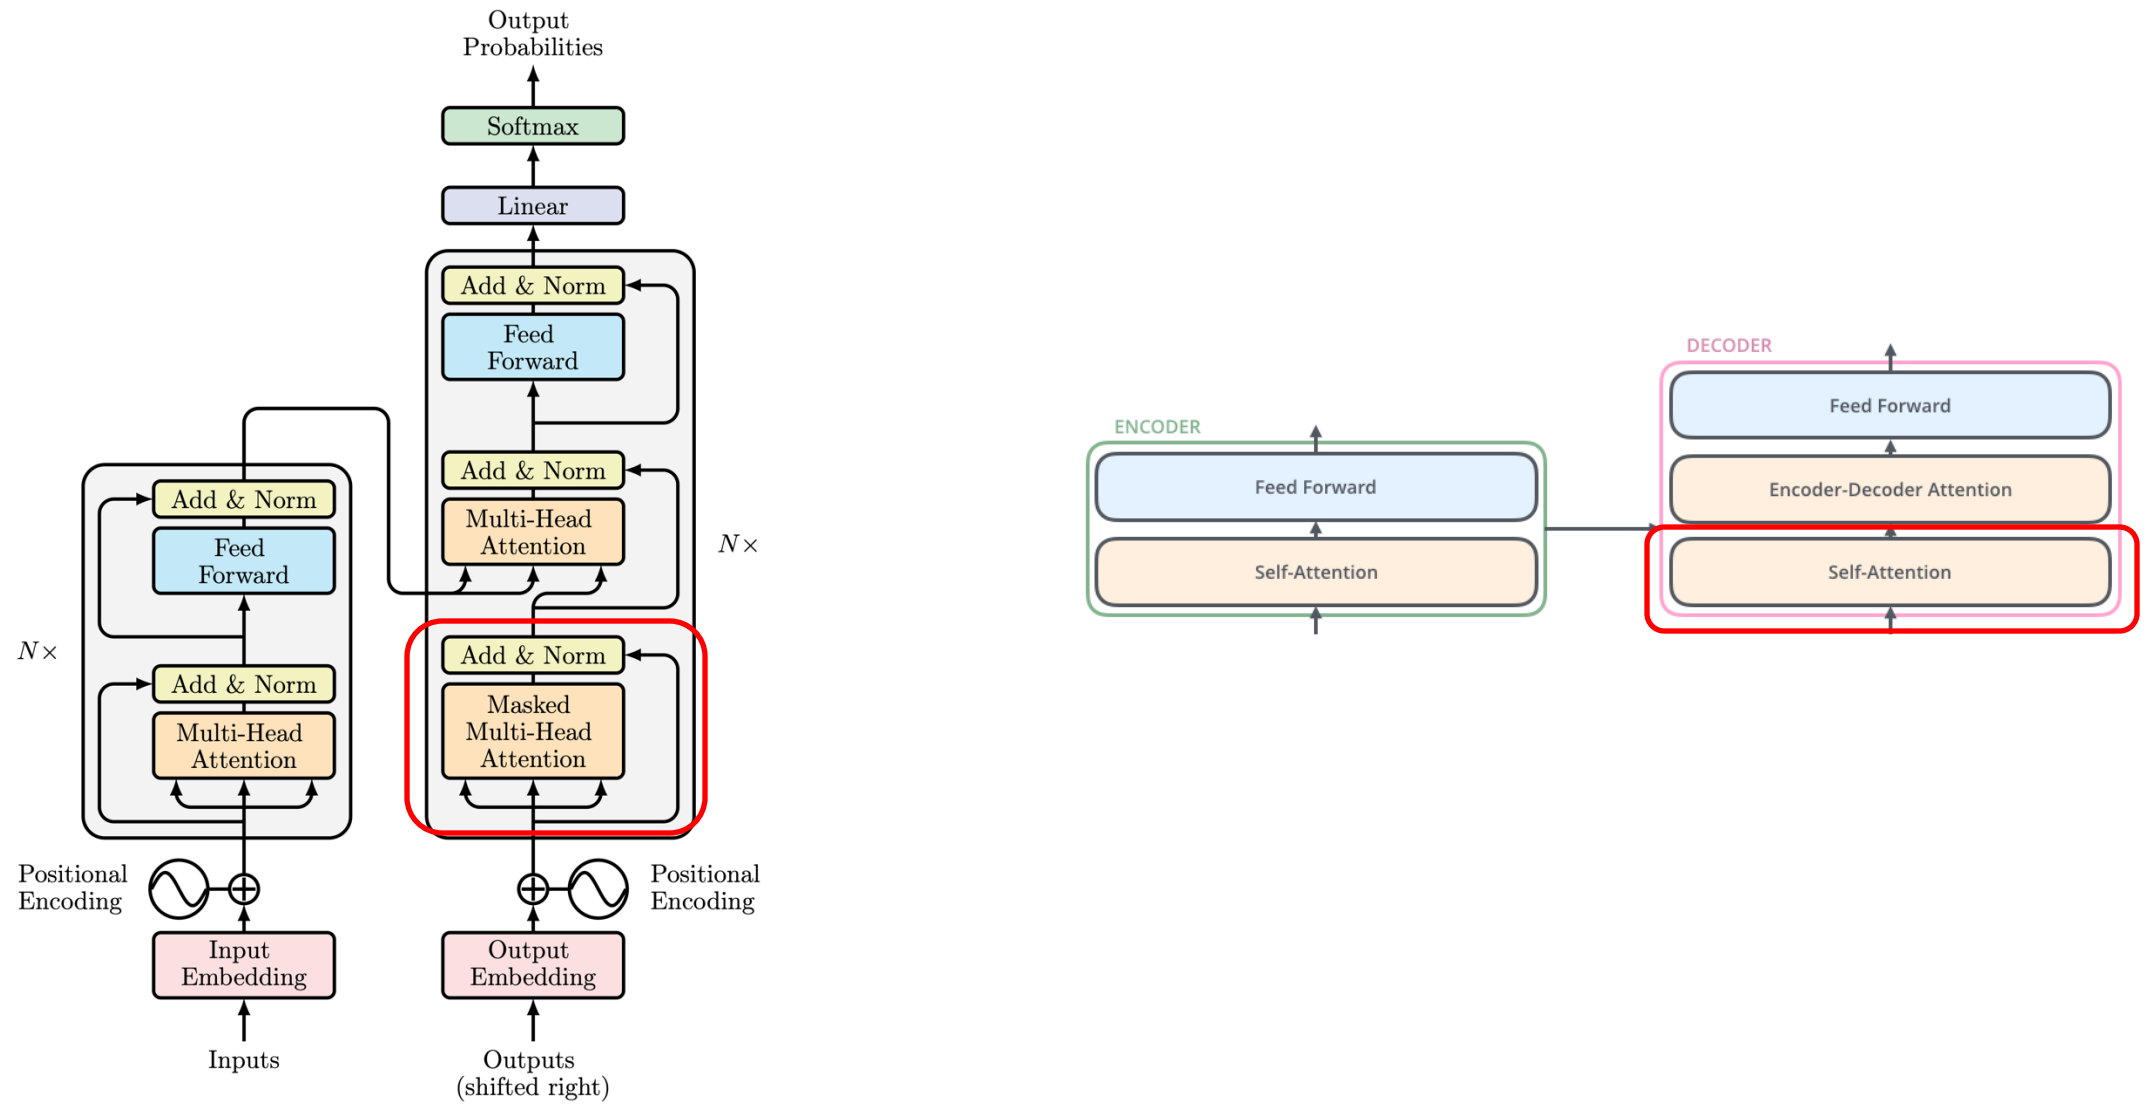 Output
Probabilities
Softmax
Linear
Add & Norm
Feed
Forward
Add & Norm
Multi-Head
Attention
N×
Add & Norm
Masked
Multi-Head
Attention
Positional
Encoding
Output
Embedding
Outputs
(shifted right)
Add & Norm
Feed
Forward
N×
Add & Norm
Multi-Head
Attention
Positional
Encoding
Input
Embedding
Inputs
ENCODER
Feed Forward
Self-Attention
DECODER
Feed Forward
Encoder-Decoder Attention
Self-Attention